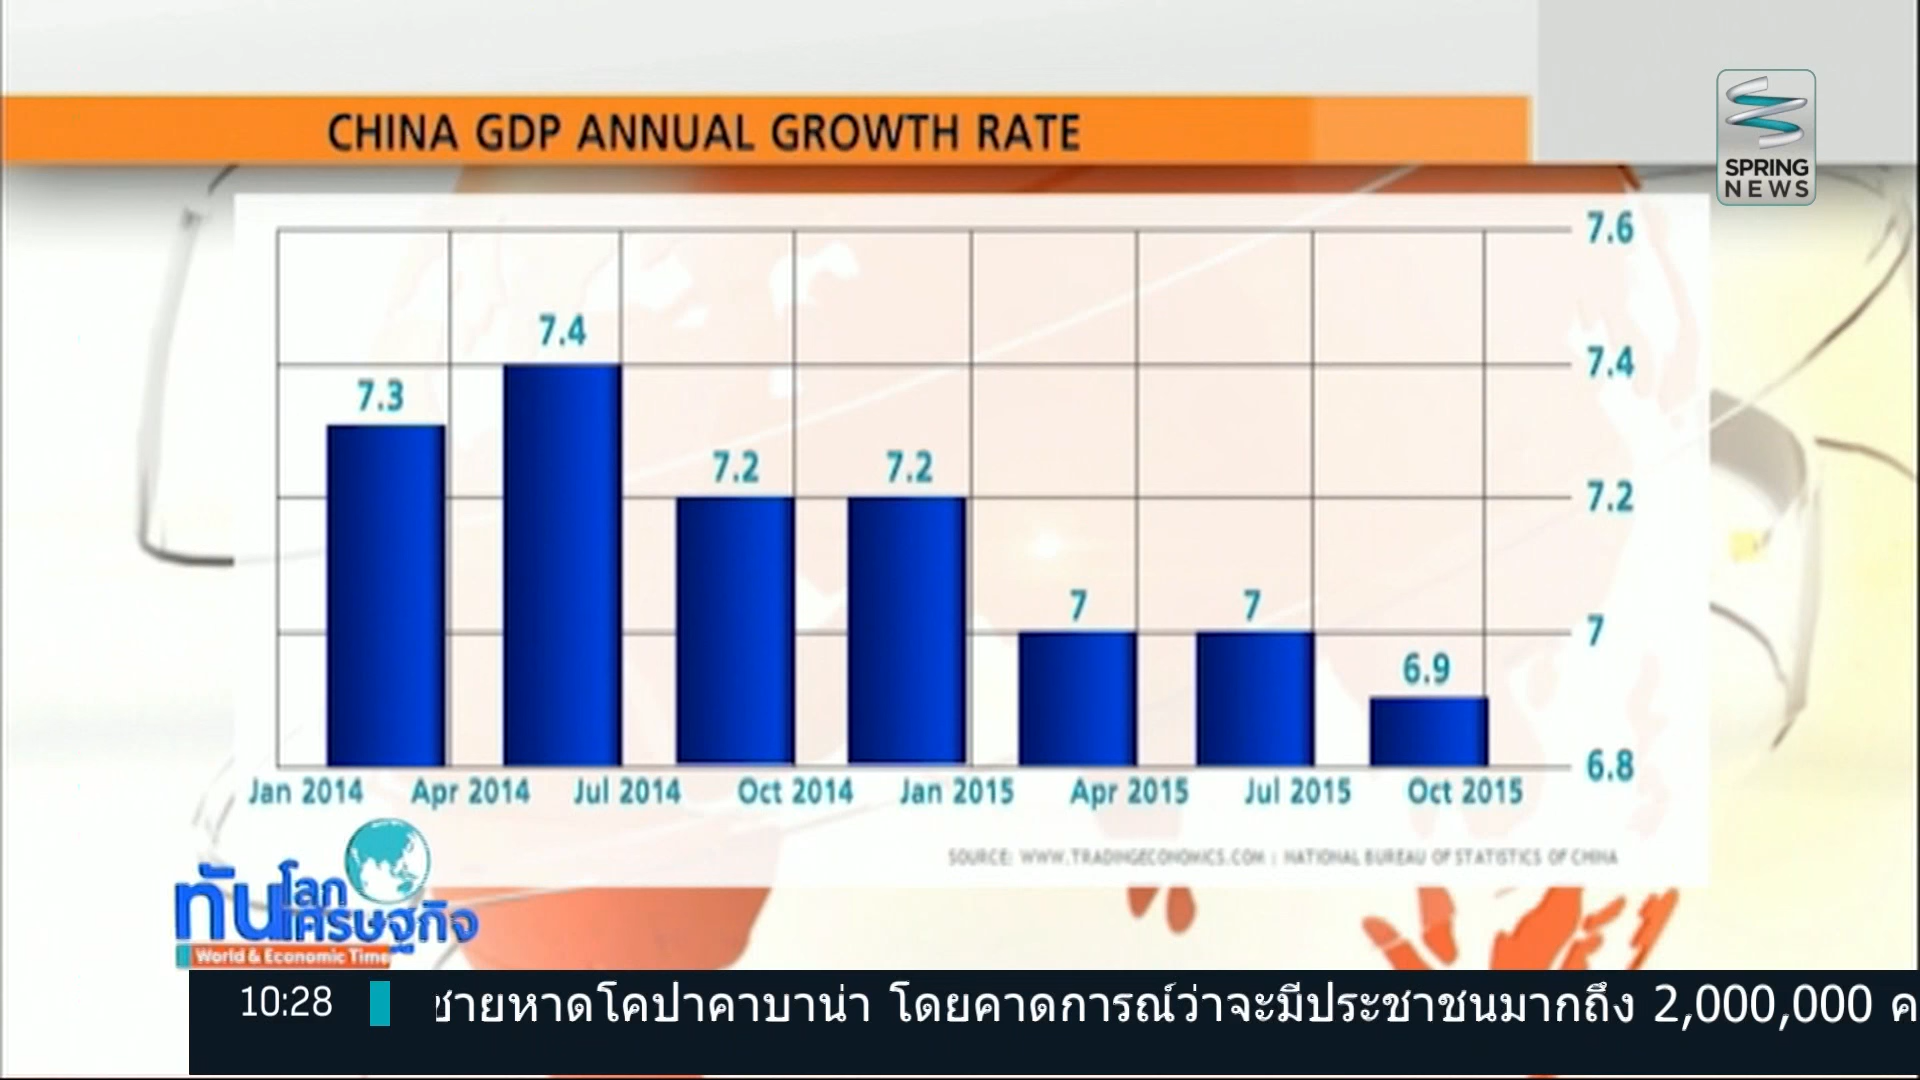 CHINA GDP ANNUAL GROWTH RATE
SPRING
NEWS
7.6
7.4
7.4
7.3
7.2
7.2
7.2
7
7
7
6.9
6.8
Jan 2014 Apr 2014 Jul 2014 Oct 2014 Jan 2015 Apr 2015 Jul 2015 Oct 2015
SOURCE: WWW.TRADINGECONOMICS.COM | NATIONAL BUREAU OF STATISTICS OF CHINA
ทันโลก
เศรษฐกิจ
World & Economic Time
10:28 ชายหาดโคปาคาบาน่า โดยคาดการณ์ว่าจะมีประชาชนมากถึง 2,000,000 ค